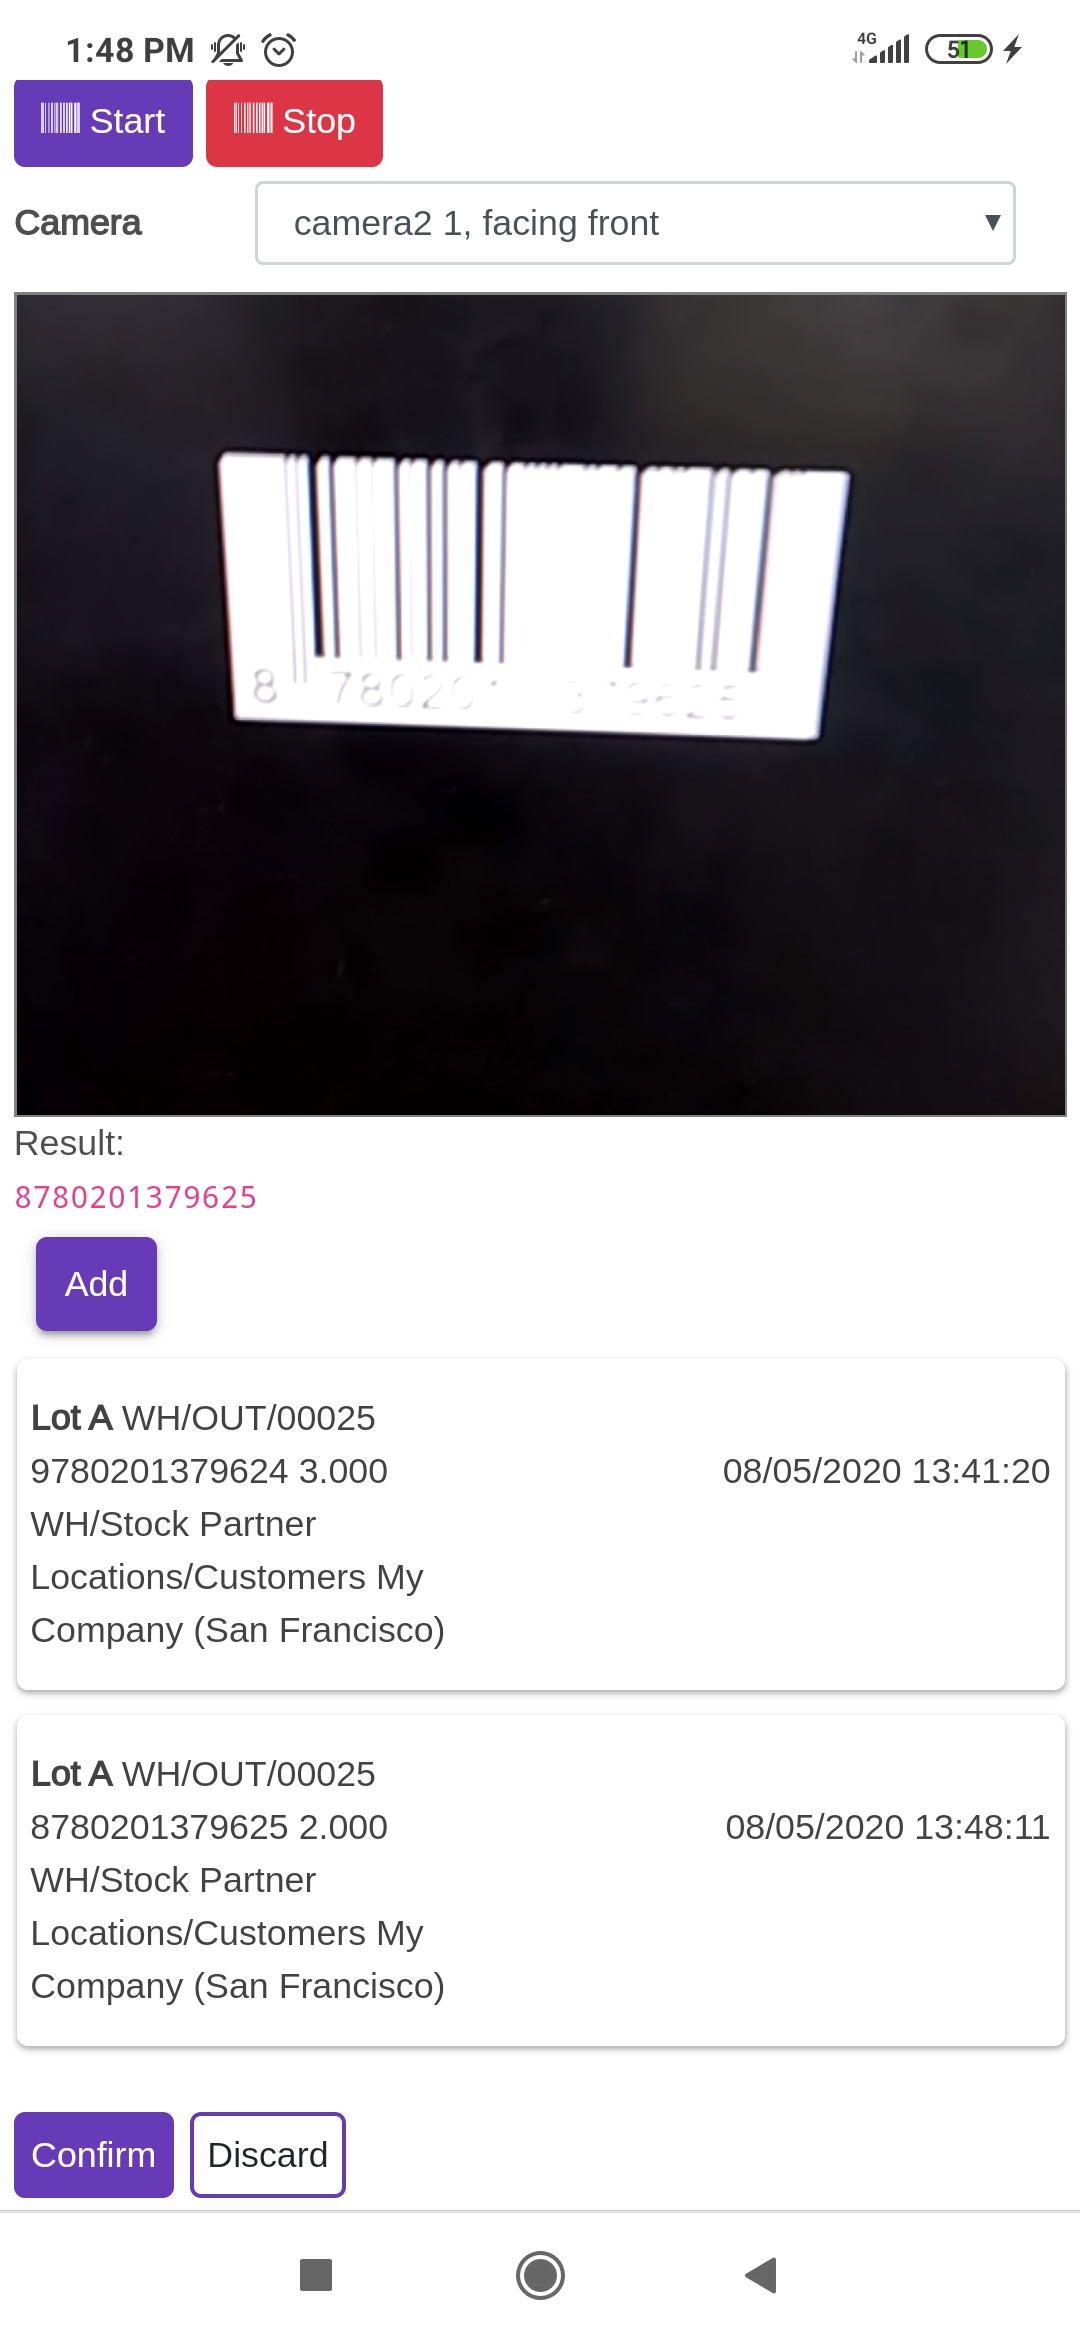 1:48 PM 4G 51
Start Stop
Camera camera2 1, facing front
8 780201 379625
Result:
8780201379625
Add
Lot A WH/OUT/00025
9780201379624 3.000 08/05/2020 13:41:20
WH/Stock Partner
Locations/Customers My
Company (San Francisco)
Lot A WH/OUT/00025
8780201379625 2.000 08/05/2020 13:48:11
WH/Stock Partner
Locations/Customers My
Company (San Francisco)
Confirm Discard